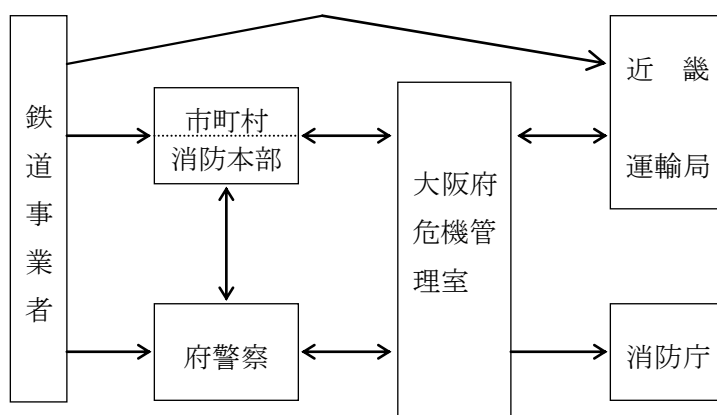 鉄道事業者
市町村
消防本部
府警察
大阪府
危機管
理室
近　畿
運輸局
消防庁